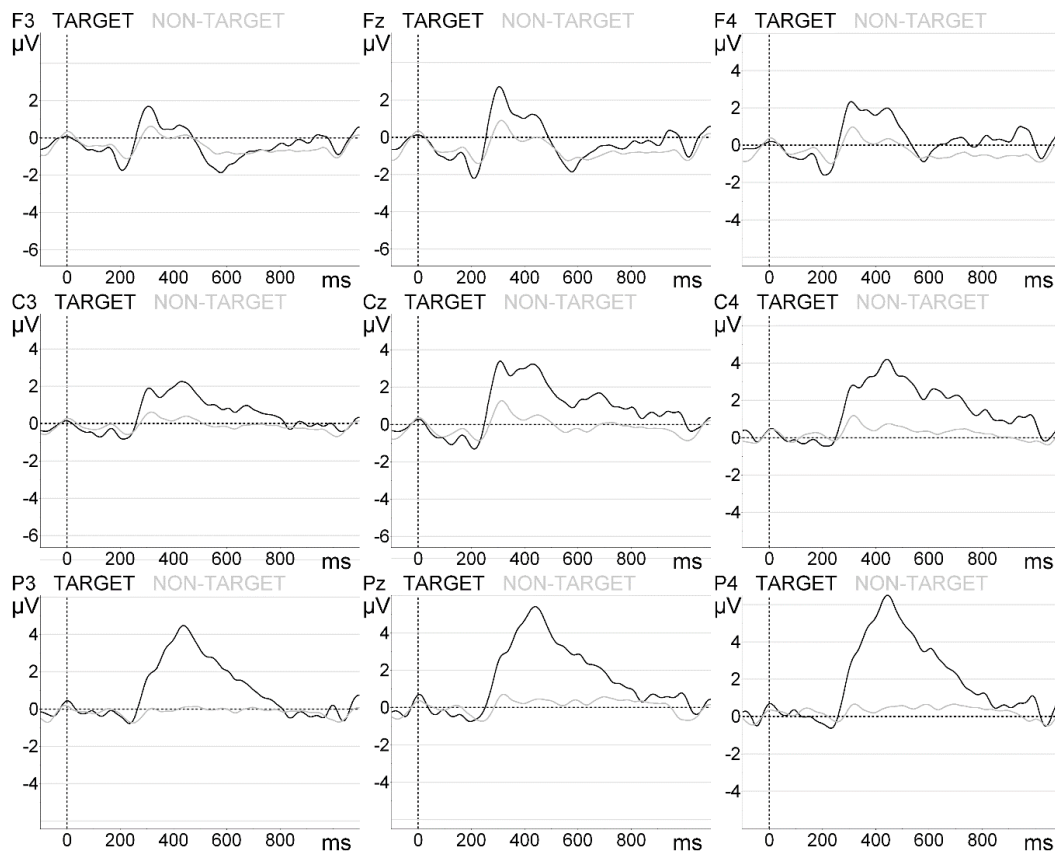 F3 TARGET NON-TARGET
µV
2
0
-2
-4
-6
0 200 400 600 800 ms
Fz TARGET NON-TARGET
µV
2
0
-2
-4
-6
0 200 400 600 800 ms
F4 TARGET NON-TARGET
µV
6
4
2
0
-2
-4
0 200 400 600 800 ms
C3 TARGET NON-TARGET
µV
4
2
0
-2
-4
-6
0 200 400 600 800 ms
Cz TARGET NON-TARGET
µV
4
2
0
-2
-4
-6
0 200 400 600 800 ms
C4 TARGET NON-TARGET
µV
4
2
0
-2
-4
0 200 400 600 800 ms
P3 TARGET NON-TARGET
µV
4
2
0
-2
-4
0 200 400 600 800 ms
Pz TARGET NON-TARGET
µV
4
2
0
-2
-4
0 200 400 600 800 ms
P4 TARGET NON-TARGET
µV
4
2
0
-2
-4
0 200 400 600 800 ms